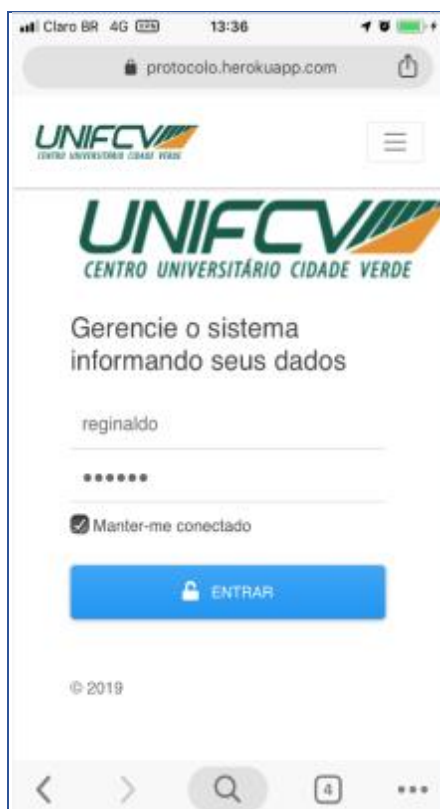 Claro BR 4G VPN 13:36
protocolo.herokuapp.com
UNIFCV
CENTRO UNIVERSITÁRIO CIDADE VERDE
UNIFCV
CENTRO UNIVERSITÁRIO CIDADE VERDE
Gerencie o sistema
informando seus dados
reginaldo
••••••
Manter-me conectado
ENTRAR
© 2019
4